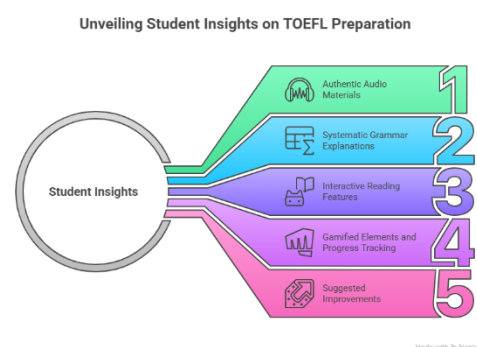 Unveiling Student Insights on TOEFL Preparation
Student Insights
Authentic Audio
Materials
1
Systematic Grammar
Explanations
2
Interactive Reading
Features
3
Gamified Elements and
Progress Tracking
4
Suggested
Improvements
5